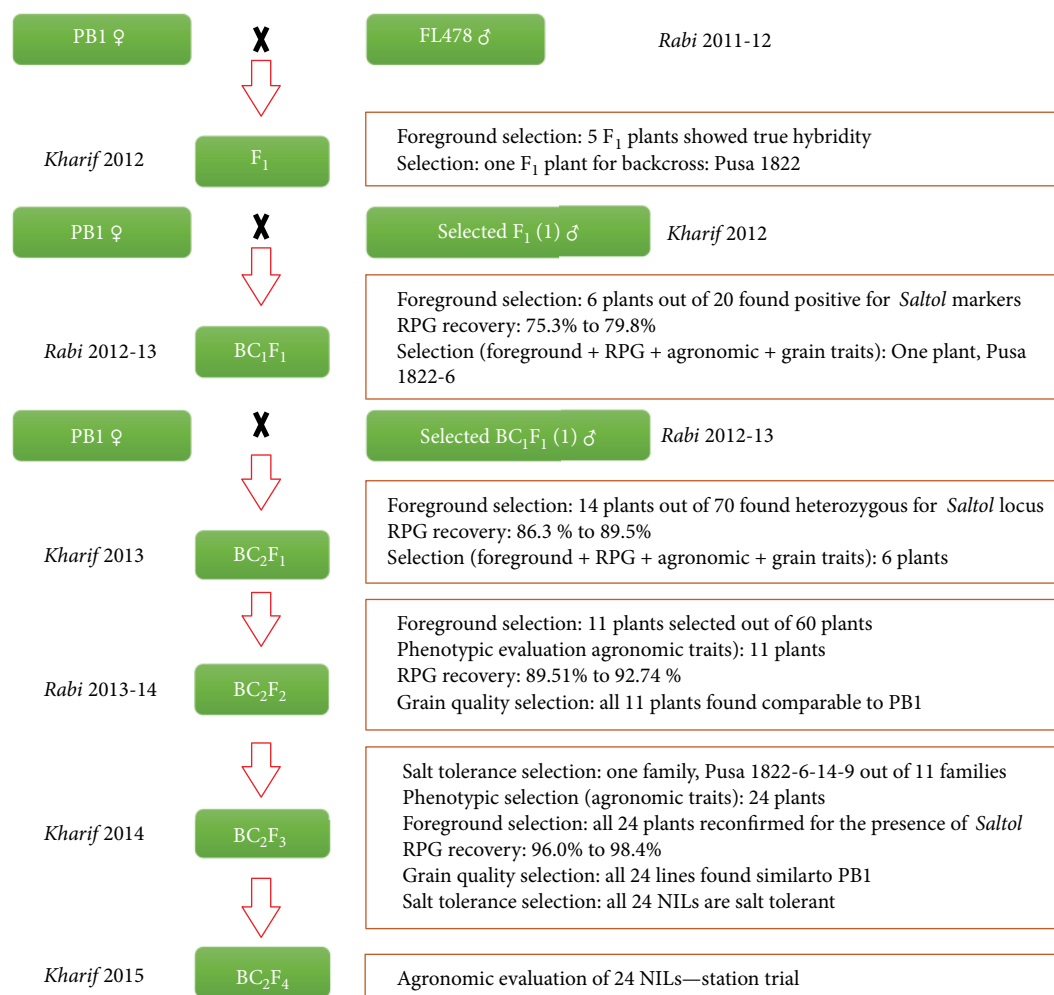 PB1 ♀
FL478 ♂
Rabi 2011-12
Kharif 2012
F1
Foreground selection: 5 F1 plants showed true hybridity
Selection: one F1 plant for backcross: Pusa 1822
PB1 ♀
Selected F1 (1) ♂
Kharif 2012
Rabi 2012-13
BC1F1
Foreground selection: 6 plants out of 20 found positive for Saltol markers
RPG recovery: 75.3% to 79.8%
Selection (foreground + RPG + agronomic + grain traits): One plant, Pusa
1822-6
PB1 ♀
Selected BC1F1 (1) ♂
Rabi 2012-13
Kharif 2013
BC2F1
Foreground selection: 14 plants out of 70 found heterozygous for Saltol locus
RPG recovery: 86.3 % to 89.5%
Selection (foreground + RPG + agronomic + grain traits): 6 plants
Rabi 2013-14
BC2F2
Foreground selection: 11 plants selected out of 60 plants
Phenotypic evaluation agronomic traits): 11 plants
RPG recovery: 89.51% to 92.74 %
Grain quality selection: all 11 plants found comparable to PB1
Kharif 2014
BC2F3
Salt tolerance selection: one family, Pusa 1822-6-14-9 out of 11 families
Phenotypic selection (agronomic traits): 24 plants
Foreground selection: all 24 plants reconfirmed for the presence of Saltol
RPG recovery: 96.0% to 98.4%
Grain quality selection: all 24 lines found similarto PB1
Salt tolerance selection: all 24 NILs are salt tolerant
Kharif 2015
BC2F4
Agronomic evaluation of 24 NILs—station trial